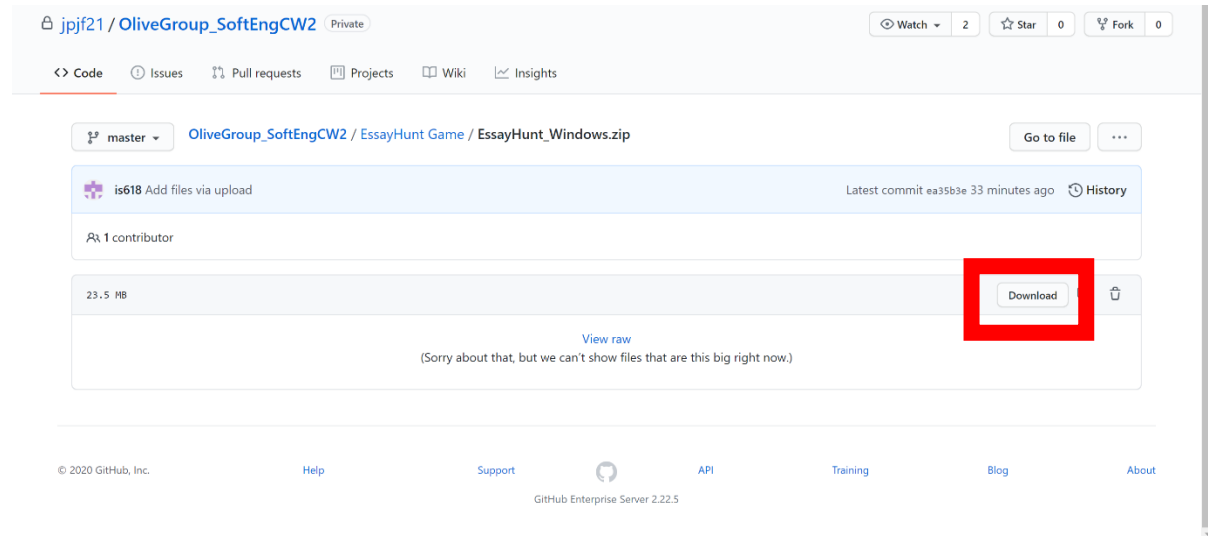 jpjf21 / OliveGroup_SoftEngCW2 Private Watch 2 Star 0 Fork 0
Code Issues Pull requests Projects Wiki Insights
master OliveGroup_SoftEngCW2 / EssayHunt Game / EssayHunt_Windows.zip Go to file ...
is618 Add files via upload Latest commit ea35b3e 33 minutes ago History
1 contributor
23.5 MB Download
View raw
(Sorry about that, but we can't show files that are this big right now.)
© 2020 GitHub, Inc. Help Support API Training Blog About
GitHub Enterprise Server 2.22.5